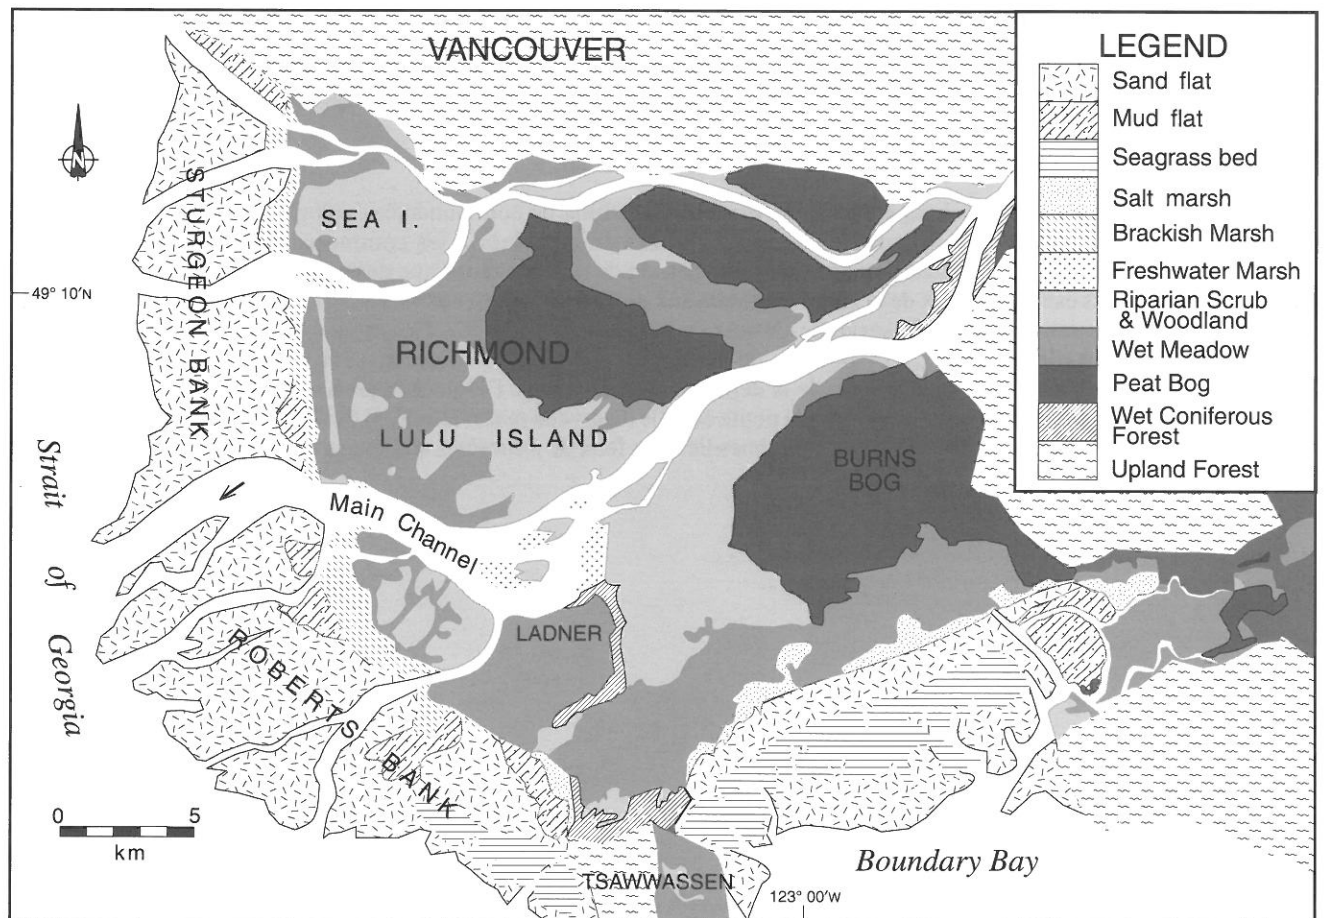 VANCOUVER
LEGEND
Sand flat
Mud flat
Seagrass bed
Salt marsh
Brackish Marsh
Freshwater Marsh
Riparian Scrub
& Woodland
Wet Meadow
Peat Bog
Wet Coniferous
Forest
Upland Forest
N
STURGEON BANK
SEA I.
49° 10'N
RICHMOND
LULU ISLAND
BURNS
BOG
Strait of Georgia
Main Channel
LADNER
ROBERTS BANK
0 5
km
TSAWWASSEN
Boundary Bay
123° 00'W